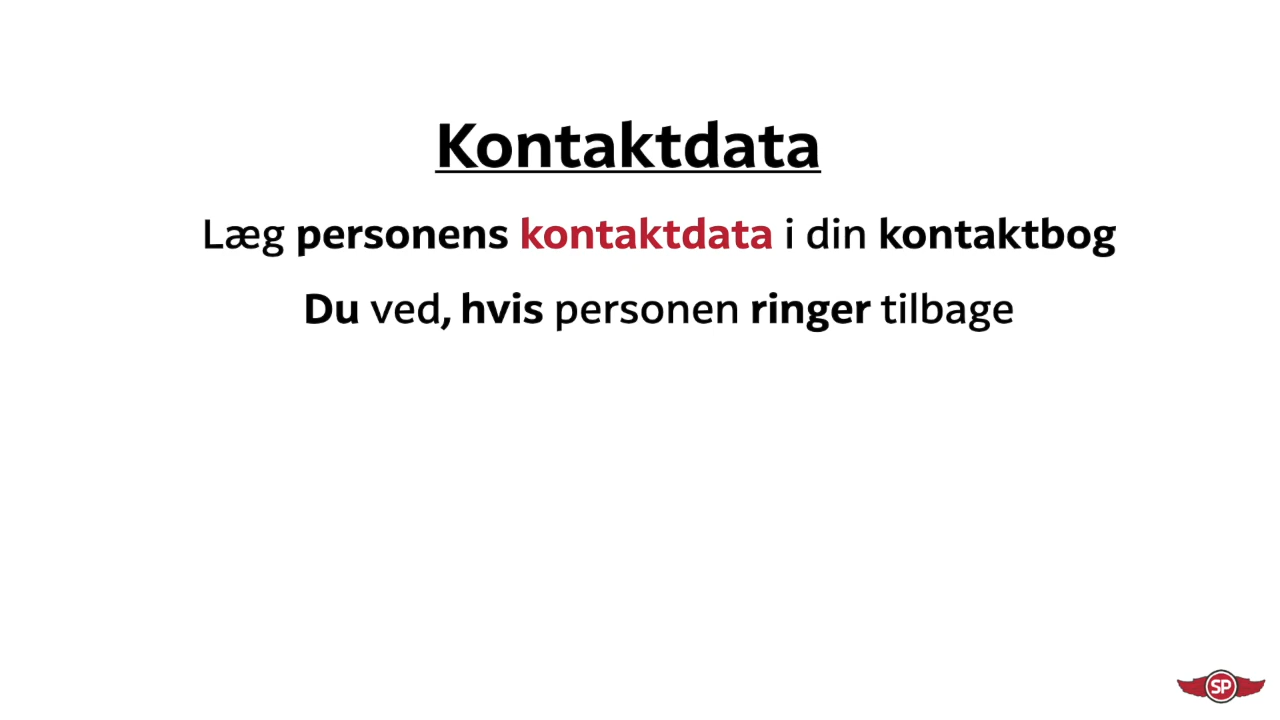 Kontaktdata
Læg personens kontaktdata i din kontaktbog
Du ved, hvis personen ringer tilbage
SP